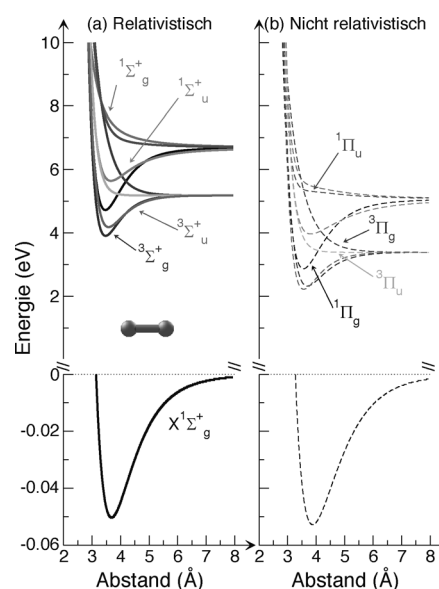 (a) Relativistisch
(b) Nicht relativistisch
10
8
6
4
2
Energie (eV)
¹Σ⁺g
¹Σ⁺u
³Σ⁺u
³Σ⁺g
¹Πu
³Πg
³Πu
¹Πg
0
-0.02
-0.04
-0.06
X¹Σ⁺g
2 3 4 5 6 7 8
2 3 4 5 6 7 8
Abstand (Å)
Abstand (Å)